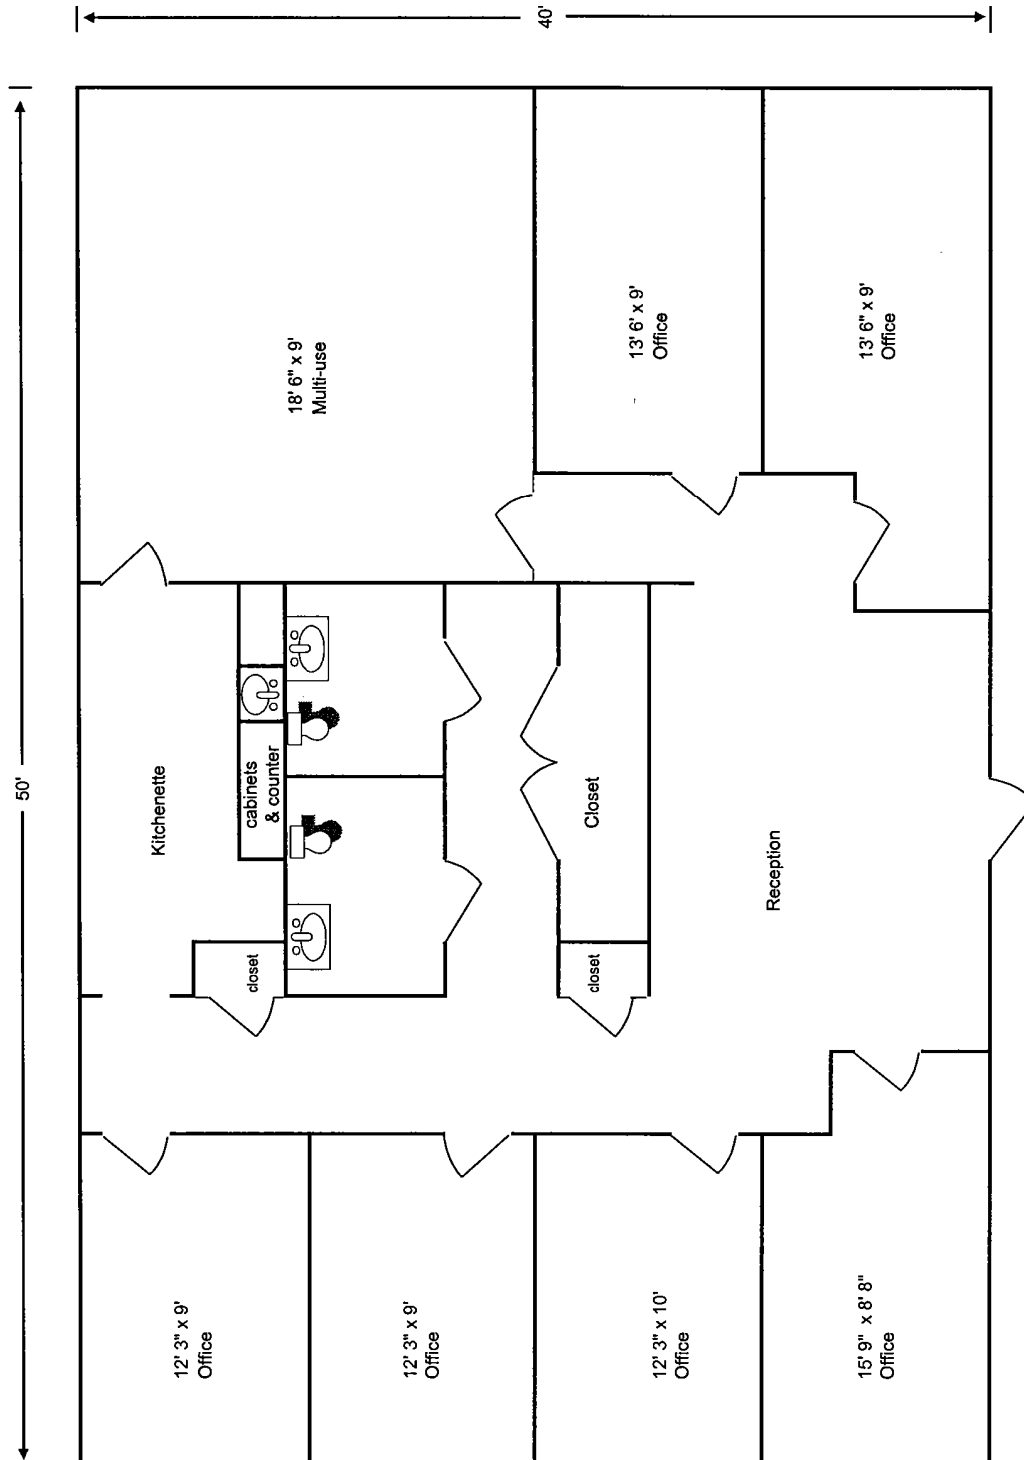 50'
40'
Kitchenette
12' 3" x 9'
Office
closet
cabinets
& counter
18' 6" x 9'
Multi-use
12' 3" x 9'
Office
closet
Closet
13' 6' x 9'
Office
12' 3" x 10'
Office
Reception
15' 9" x 8' 8"
Office
13' 6" x 9'
Office